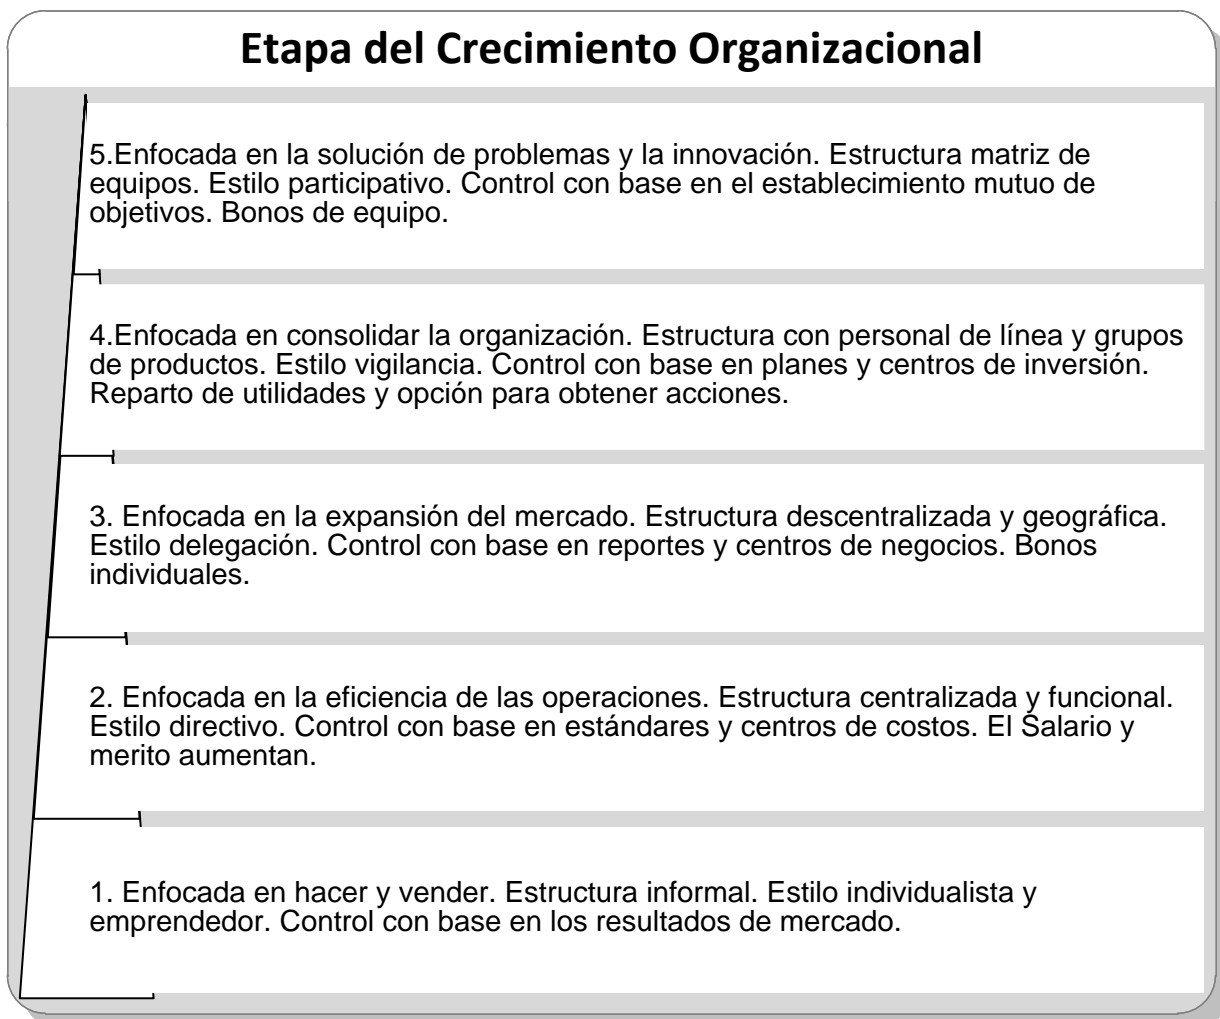 Etapa del Crecimiento Organizacional
5.Enfocada en la solución de problemas y la innovación. Estructura matriz de
equipos. Estilo participativo. Control con base en el establecimiento mutuo de
objetivos. Bonos de equipo.
4.Enfocada en consolidar la organización. Estructura con personal de línea y grupos
de productos. Estilo vigilancia. Control con base en planes y centros de inversión.
Reparto de utilidades y opción para obtener acciones.
3. Enfocada en la expansión del mercado. Estructura descentralizada y geográfica.
Estilo delegación. Control con base en reportes y centros de negocios. Bonos
individuales.
2. Enfocada en la eficiencia de las operaciones. Estructura centralizada y funcional.
Estilo directivo. Control con base en estándares y centros de costos. El Salario y
merito aumentan.
1. Enfocada en hacer y vender. Estructura informal. Estilo individualista y
emprendedor. Control con base en los resultados de mercado.